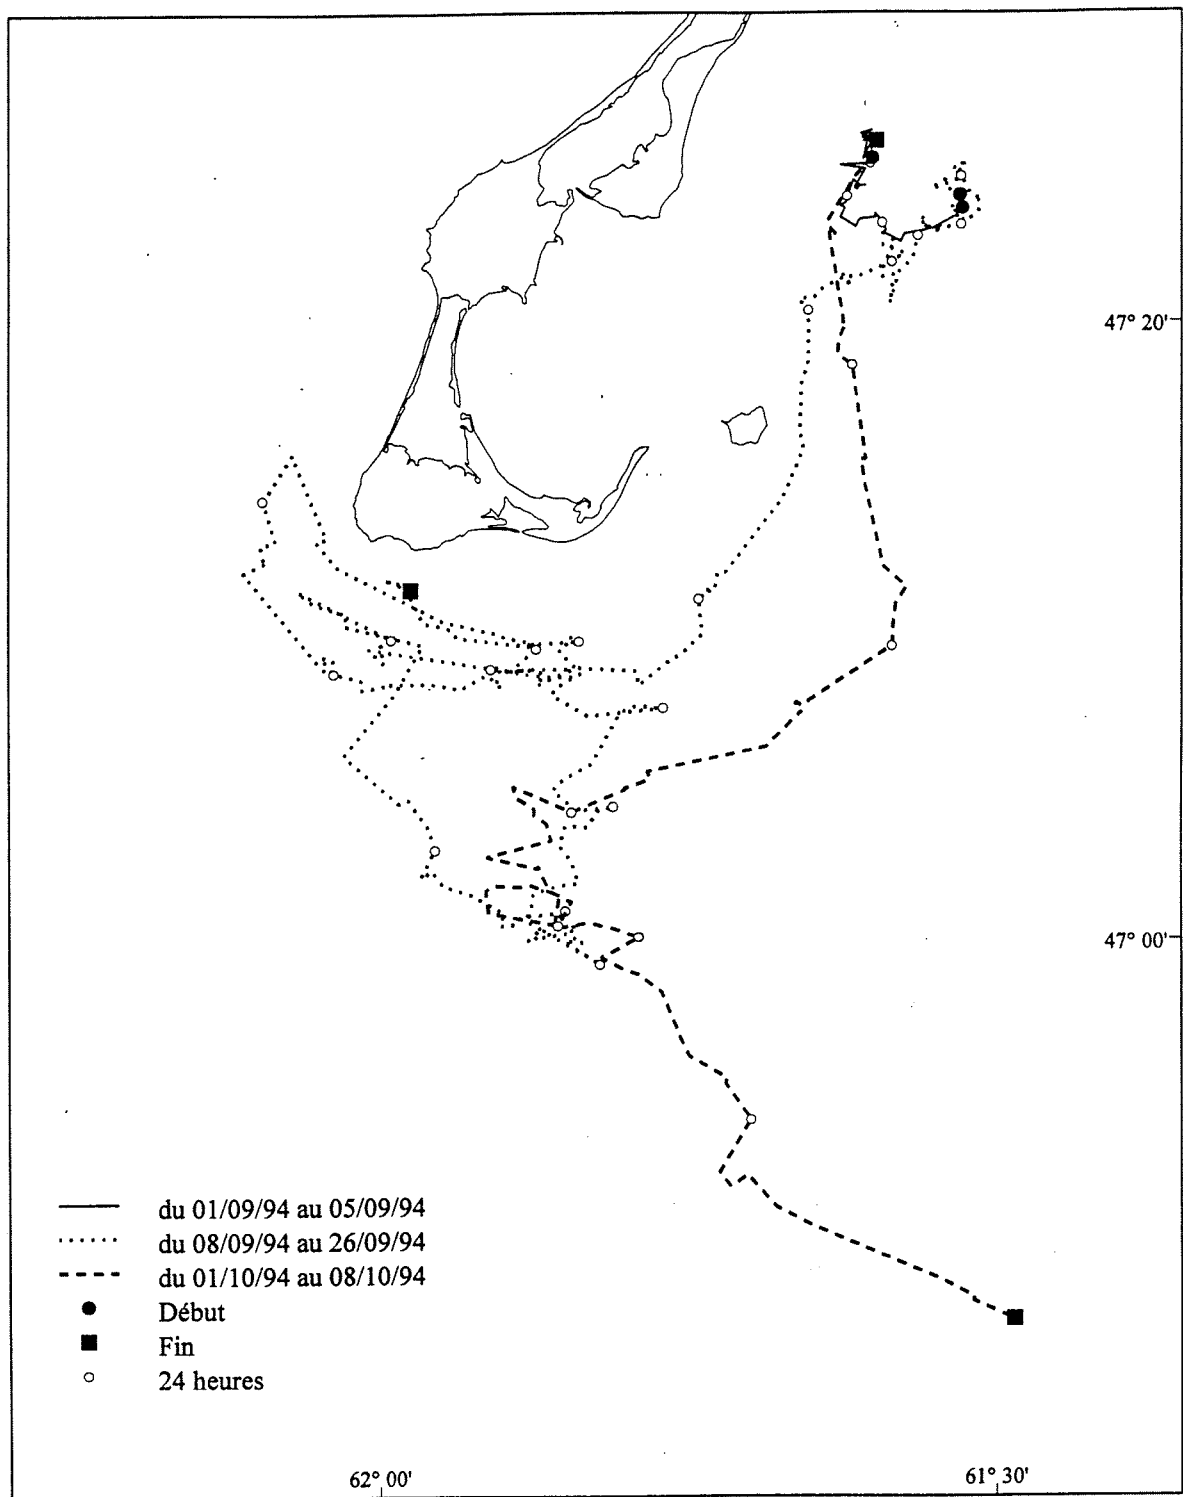 47° 20'
47° 00'
du 01/09/94 au 05/09/94
du 08/09/94 au 26/09/94
du 01/10/94 au 08/10/94
Début
Fin
24 heures
62° 00'
61° 30'